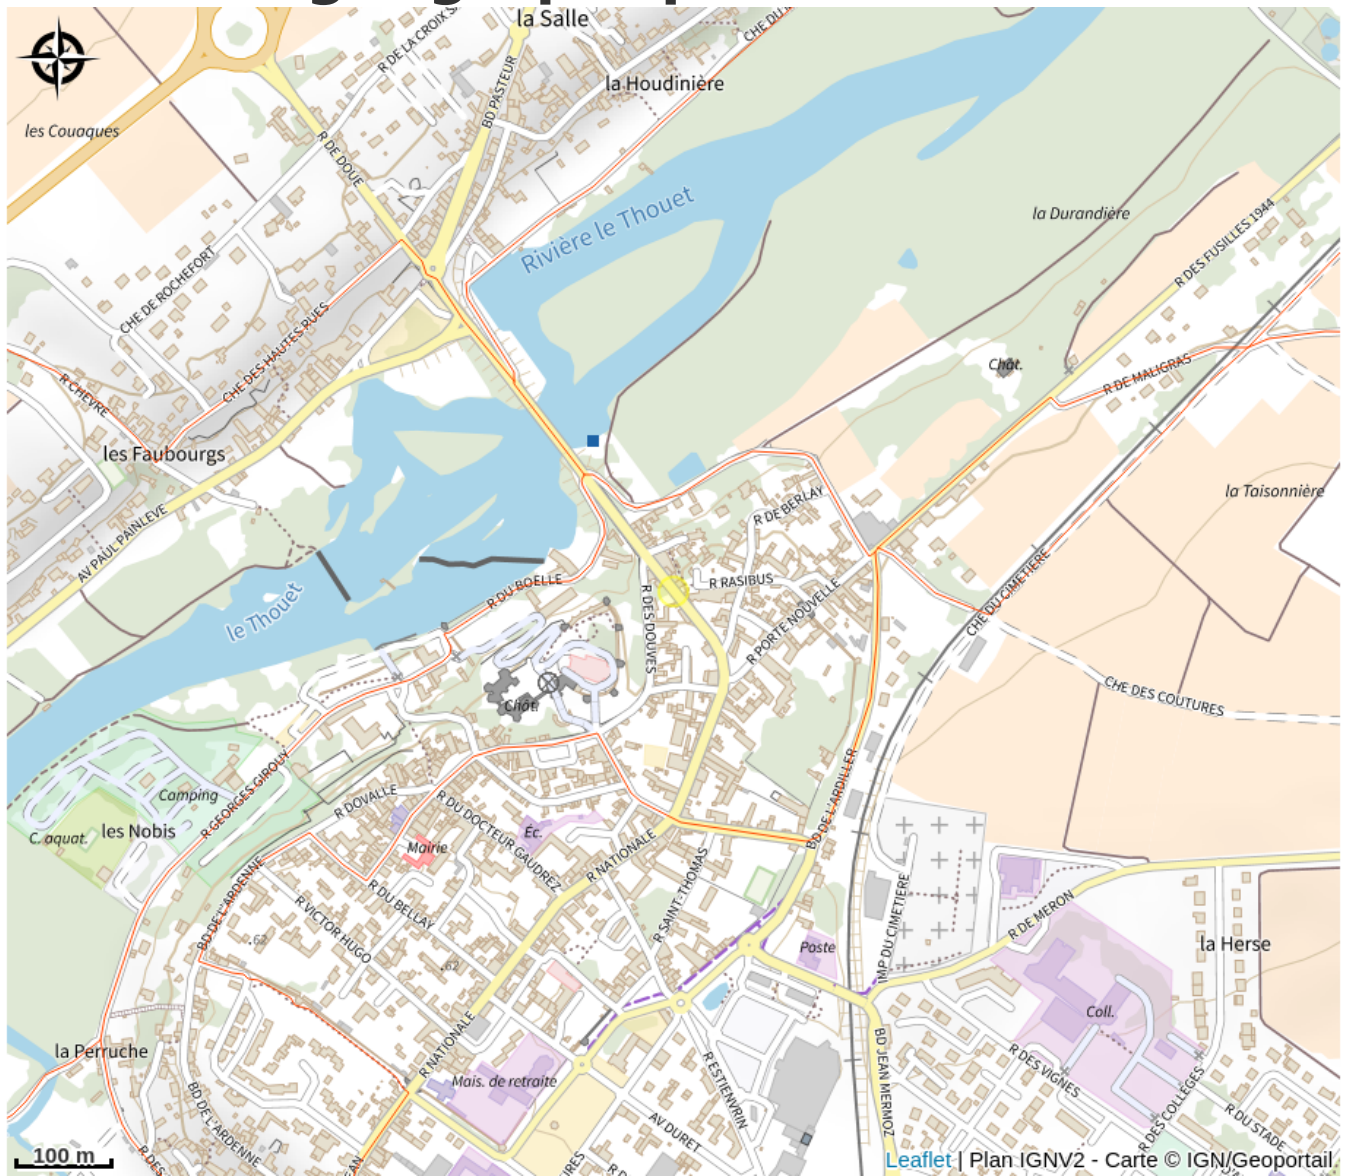 la Salle
R DE LA CROIX
CHE DU
BD PASTEUR
la Houdinière
les Couaques
R DE DOUE
Rivière le Thouet
la Durandière
R DES FUSILLES 1944
CHE DE ROCHEFORT
CHE DES HAUTES RUES
R CHEVRE
Chât.
R DE MALIGRAS
les Faubourgs
la Taisonnière
AV PAUL PAINLEVE
R DE BERLAY
R DU BOELLE
R RASIBUS
R DES DOUVES
R PORTE NOUVELLE
CHE DU CIMETIERE
le Thouet
Chât.
CHE DES COUTURES
R GEORGES GIROUY
BD DE L'ARDILLER
Camping
R DOVALLE
R DU DOCTEUR GAUDREZ
C. aquat.
les Nobis
Éc.
Mairie
R NATIONALE
R SAINT-THOMAS
BD DE L'ARDENNE
R DU BELLAY
R VICTOR HUGO
62
62
Poste
IMP DU CIMETIERE
R DE MERON
la Herse
Coll.
la Perruche
R NATIONALE
Mais. de retraite
R ESTIENVRIN
BD JEAN MERMOZ
R DES VIGNES
R DES COLLEGES
R DU STADE
BD DE L'ARDENNE
AV DURET
R DES
100 m
Leaflet | Plan IGNV2 - Carte © IGN/Geoportail